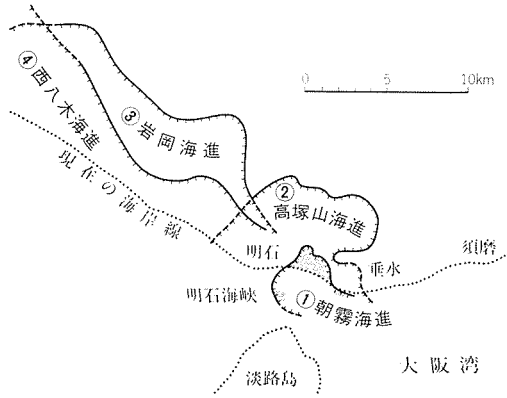 ④西八木海進
③岩岡海進
0 5 10km
現在の海岸線
②
高塚山海進
明石
垂水
須磨
明石海峡
①朝霧海進
大阪湾
淡路島